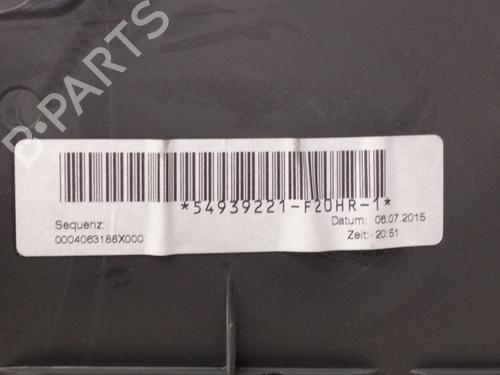 B-PARTS
*54939221-F20HR-1*
Sequenz:
0004063188X000
Datum: 06.07.2015
Zeit: 20:51